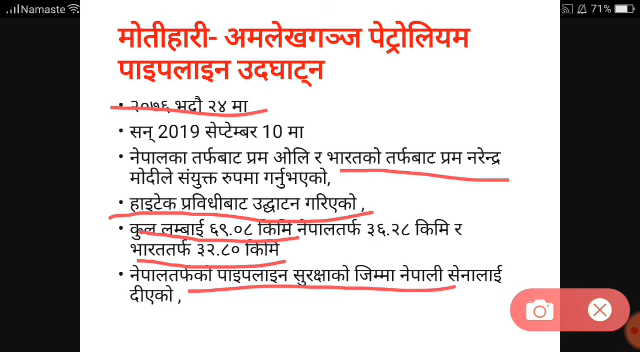 Namaste
71%
मोतीहारी- अमलेखगञ्ज पेट्रोलियम
पाइपलाइन उदघाट्न
• २०७६ भदौ २४ मा
• सन् 2019 सेप्टेम्बर 10 मा
• नेपालका तर्फबाट प्रम ओलि र भारतको तर्फबाट प्रम नरेन्द्र
मोदीले संयुक्त रुपमा गर्नुभएको,
• हाइटेक प्रविधीबाट उद्घाटन गरिएको ,
• कुल लम्बाई ६९.०८ किमि नेपालतर्फ ३६.२८ किमि र
भारततर्फ ३२.८० किमि
• नेपालतर्फको पाइपलाइन सुरक्षाको जिम्मा नेपाली सेनालाई
दीएको ,